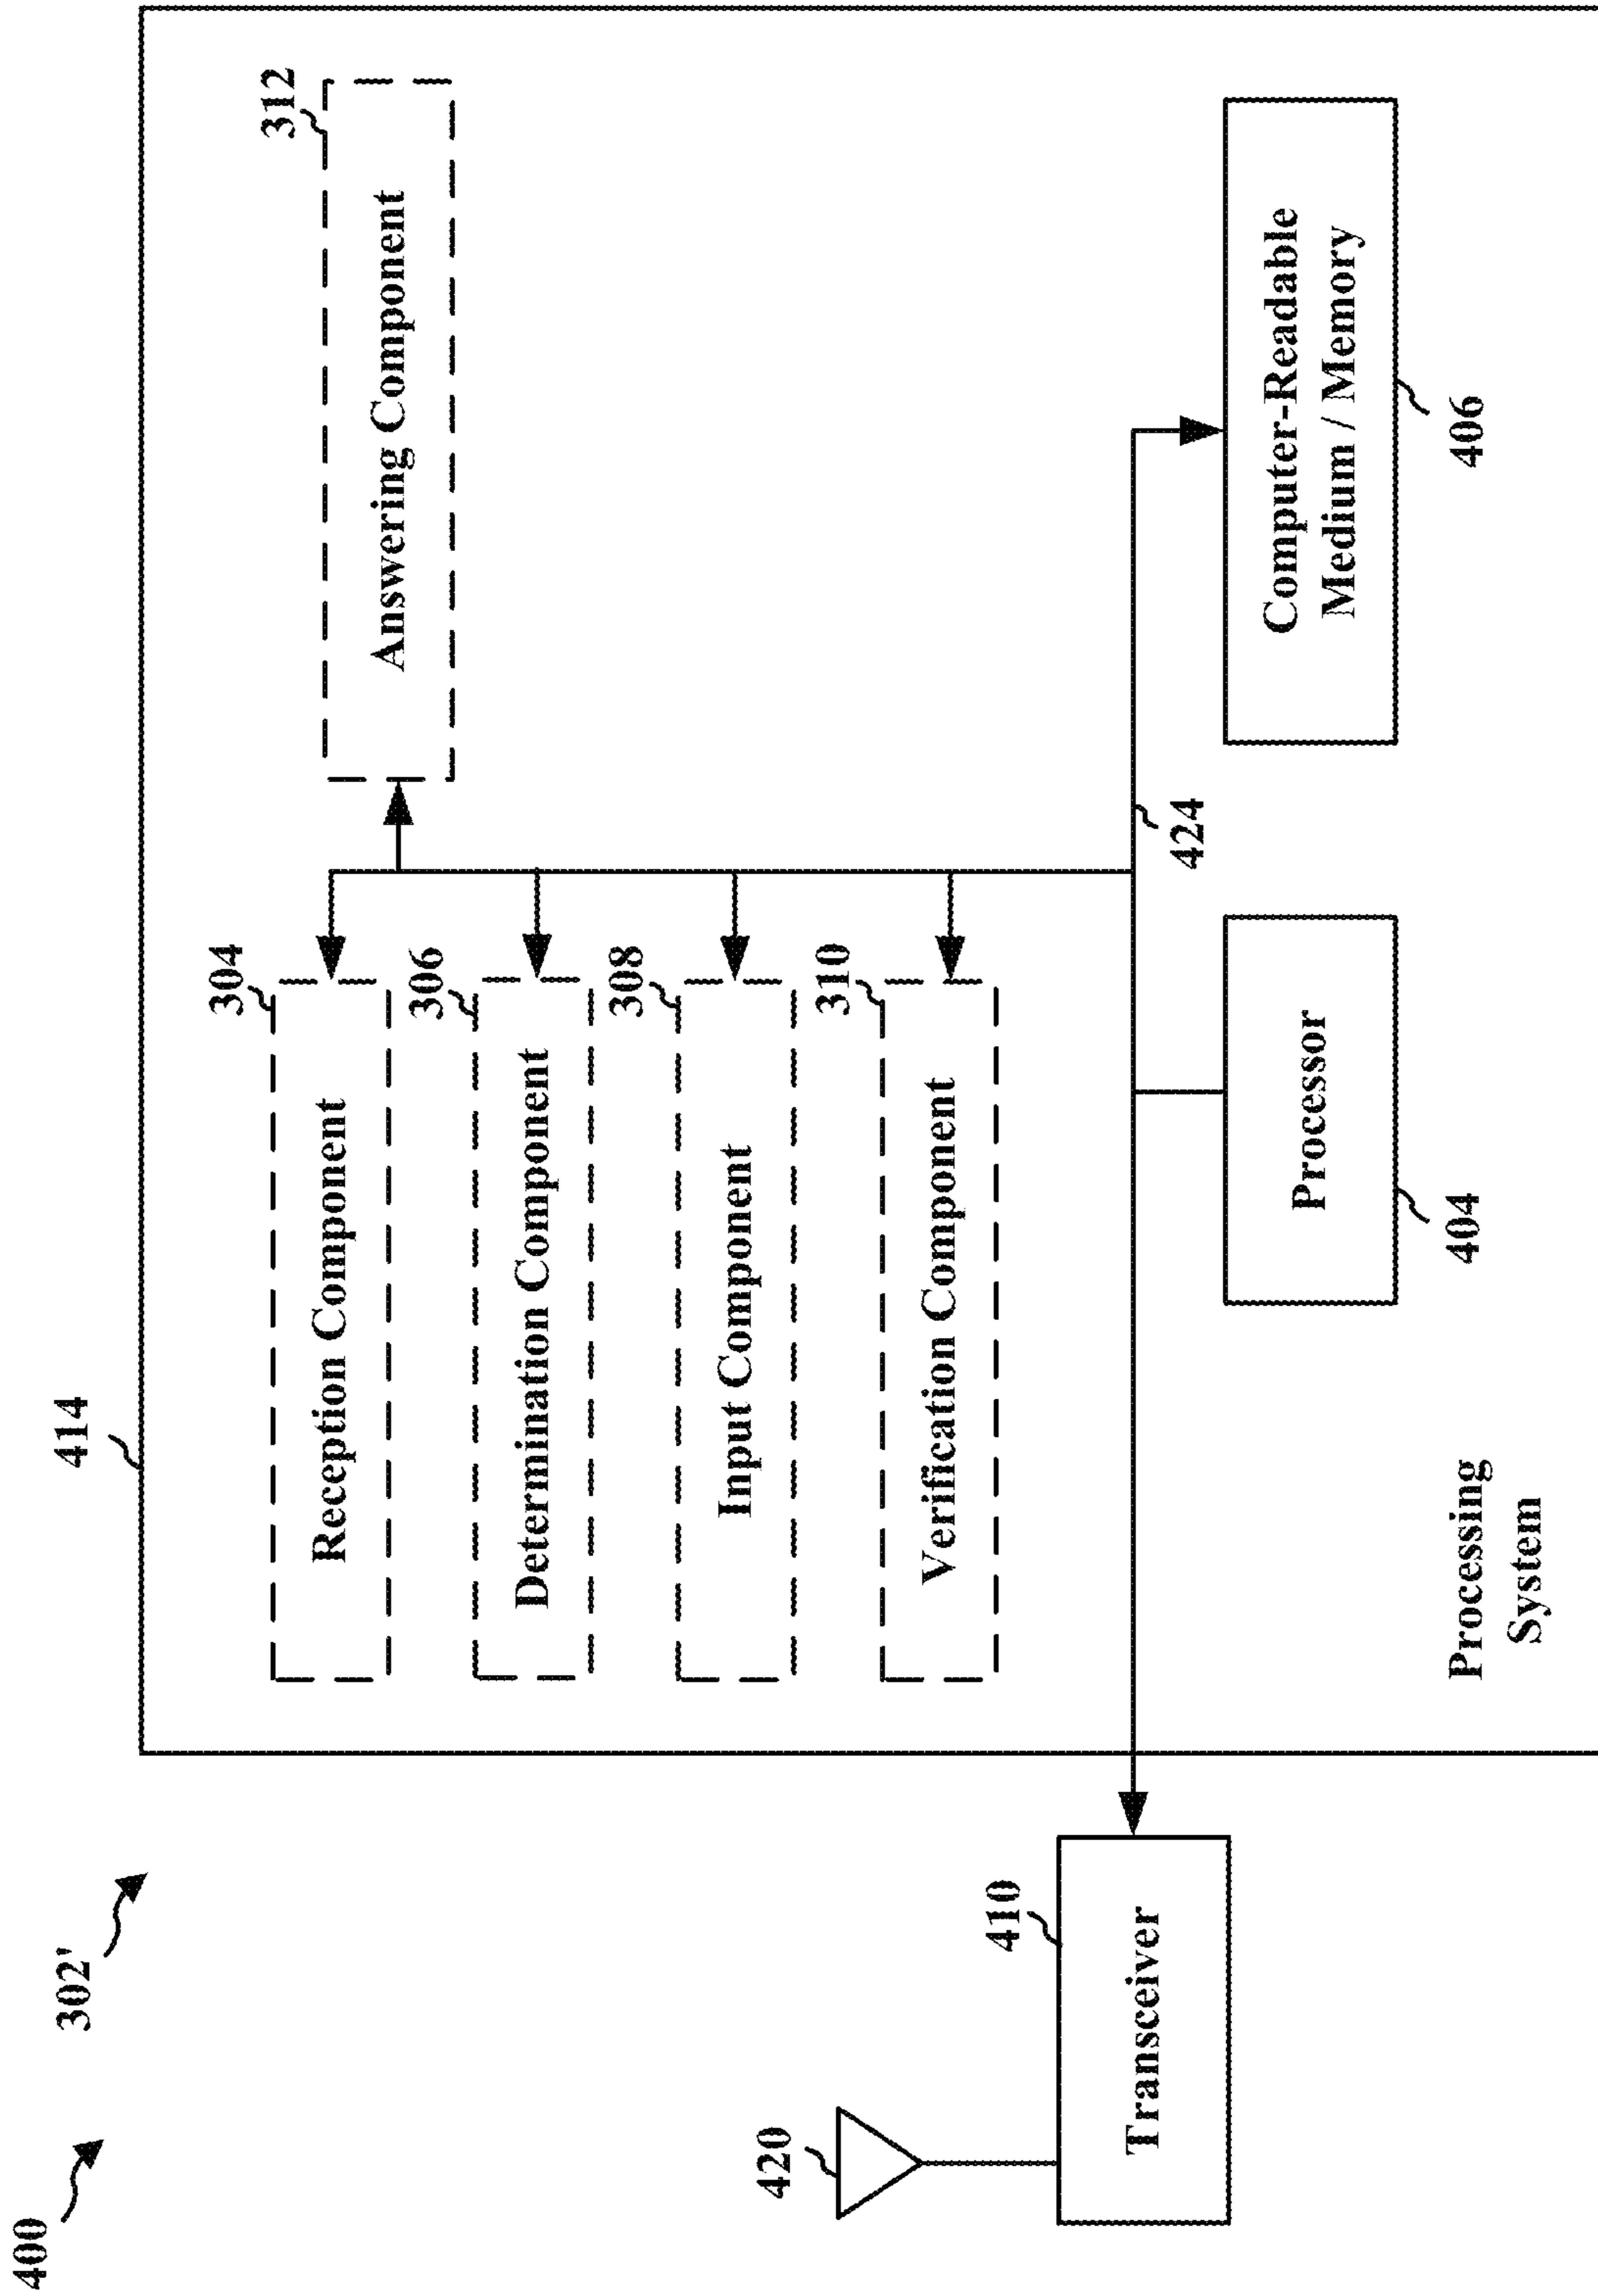 400
302'
414
304
Reception Component
306
Determination Component
308
Input Component
310
Verification Component
312
Answering Component
420
410
Transceiver
424
Processor
404
Computer-Readable
Medium / Memory
406
Processing
System